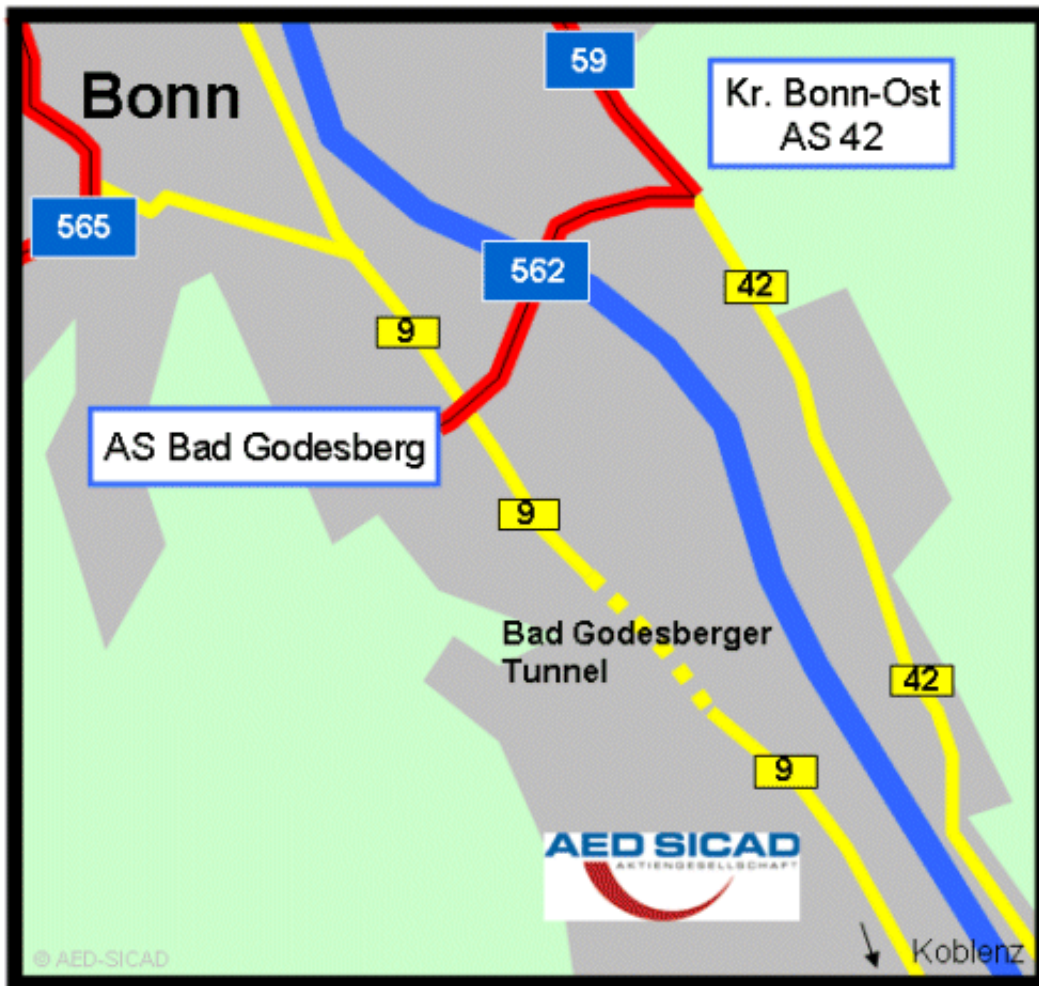 59
Kr. Bonn-Ost
AS 42
Bonn
565
562
42
9
AS Bad Godesberg
9
Bad Godesberger
Tunnel
42
9
AED SICAD
AKTIENGESELLSCHAFT
© AED-SICAD
Koblenz